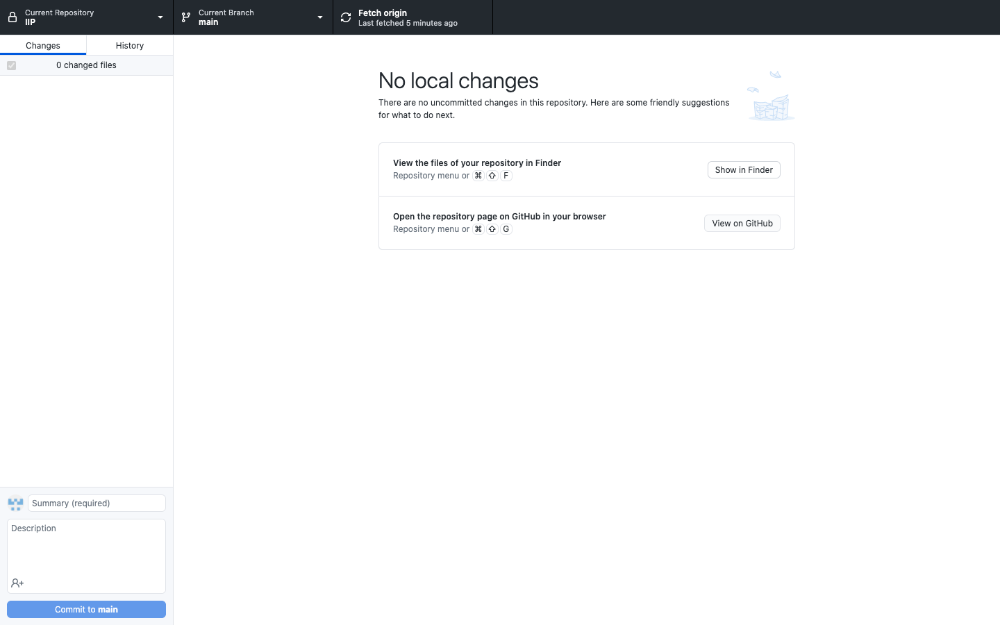 Current Repository
IIP
Current Branch
main
Fetch origin
Last fetched 5 minutes ago
Changes
History
0 changed files
No local changes
There are no uncommitted changes in this repository. Here are some friendly suggestions
for what to do next.
View the files of your repository in Finder
Repository menu or ⌘ ⇧ F
Show in Finder
Open the repository page on GitHub in your browser
Repository menu or ⌘ ⇧ G
View on GitHub
Summary (required)
Description
Commit to main